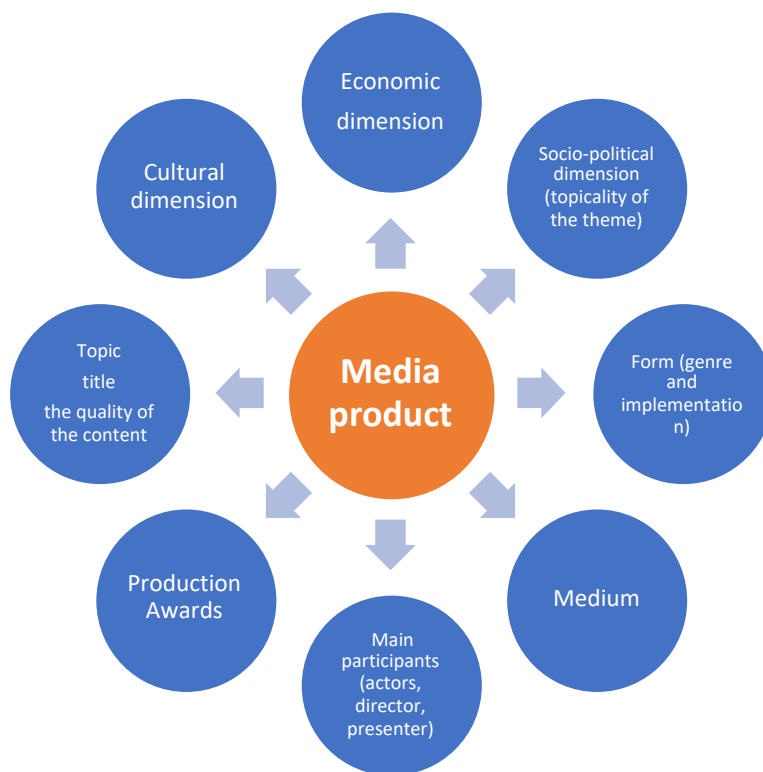 Economic
dimension
Socio-political
dimension
(topicality of
the theme)
Form (genre
and
implementatio
n)
Medium
Main
participants
(actors,
director,
presenter)
Production
Awards
Topic
title
the quality of
the content
Cultural
dimension
Media
product